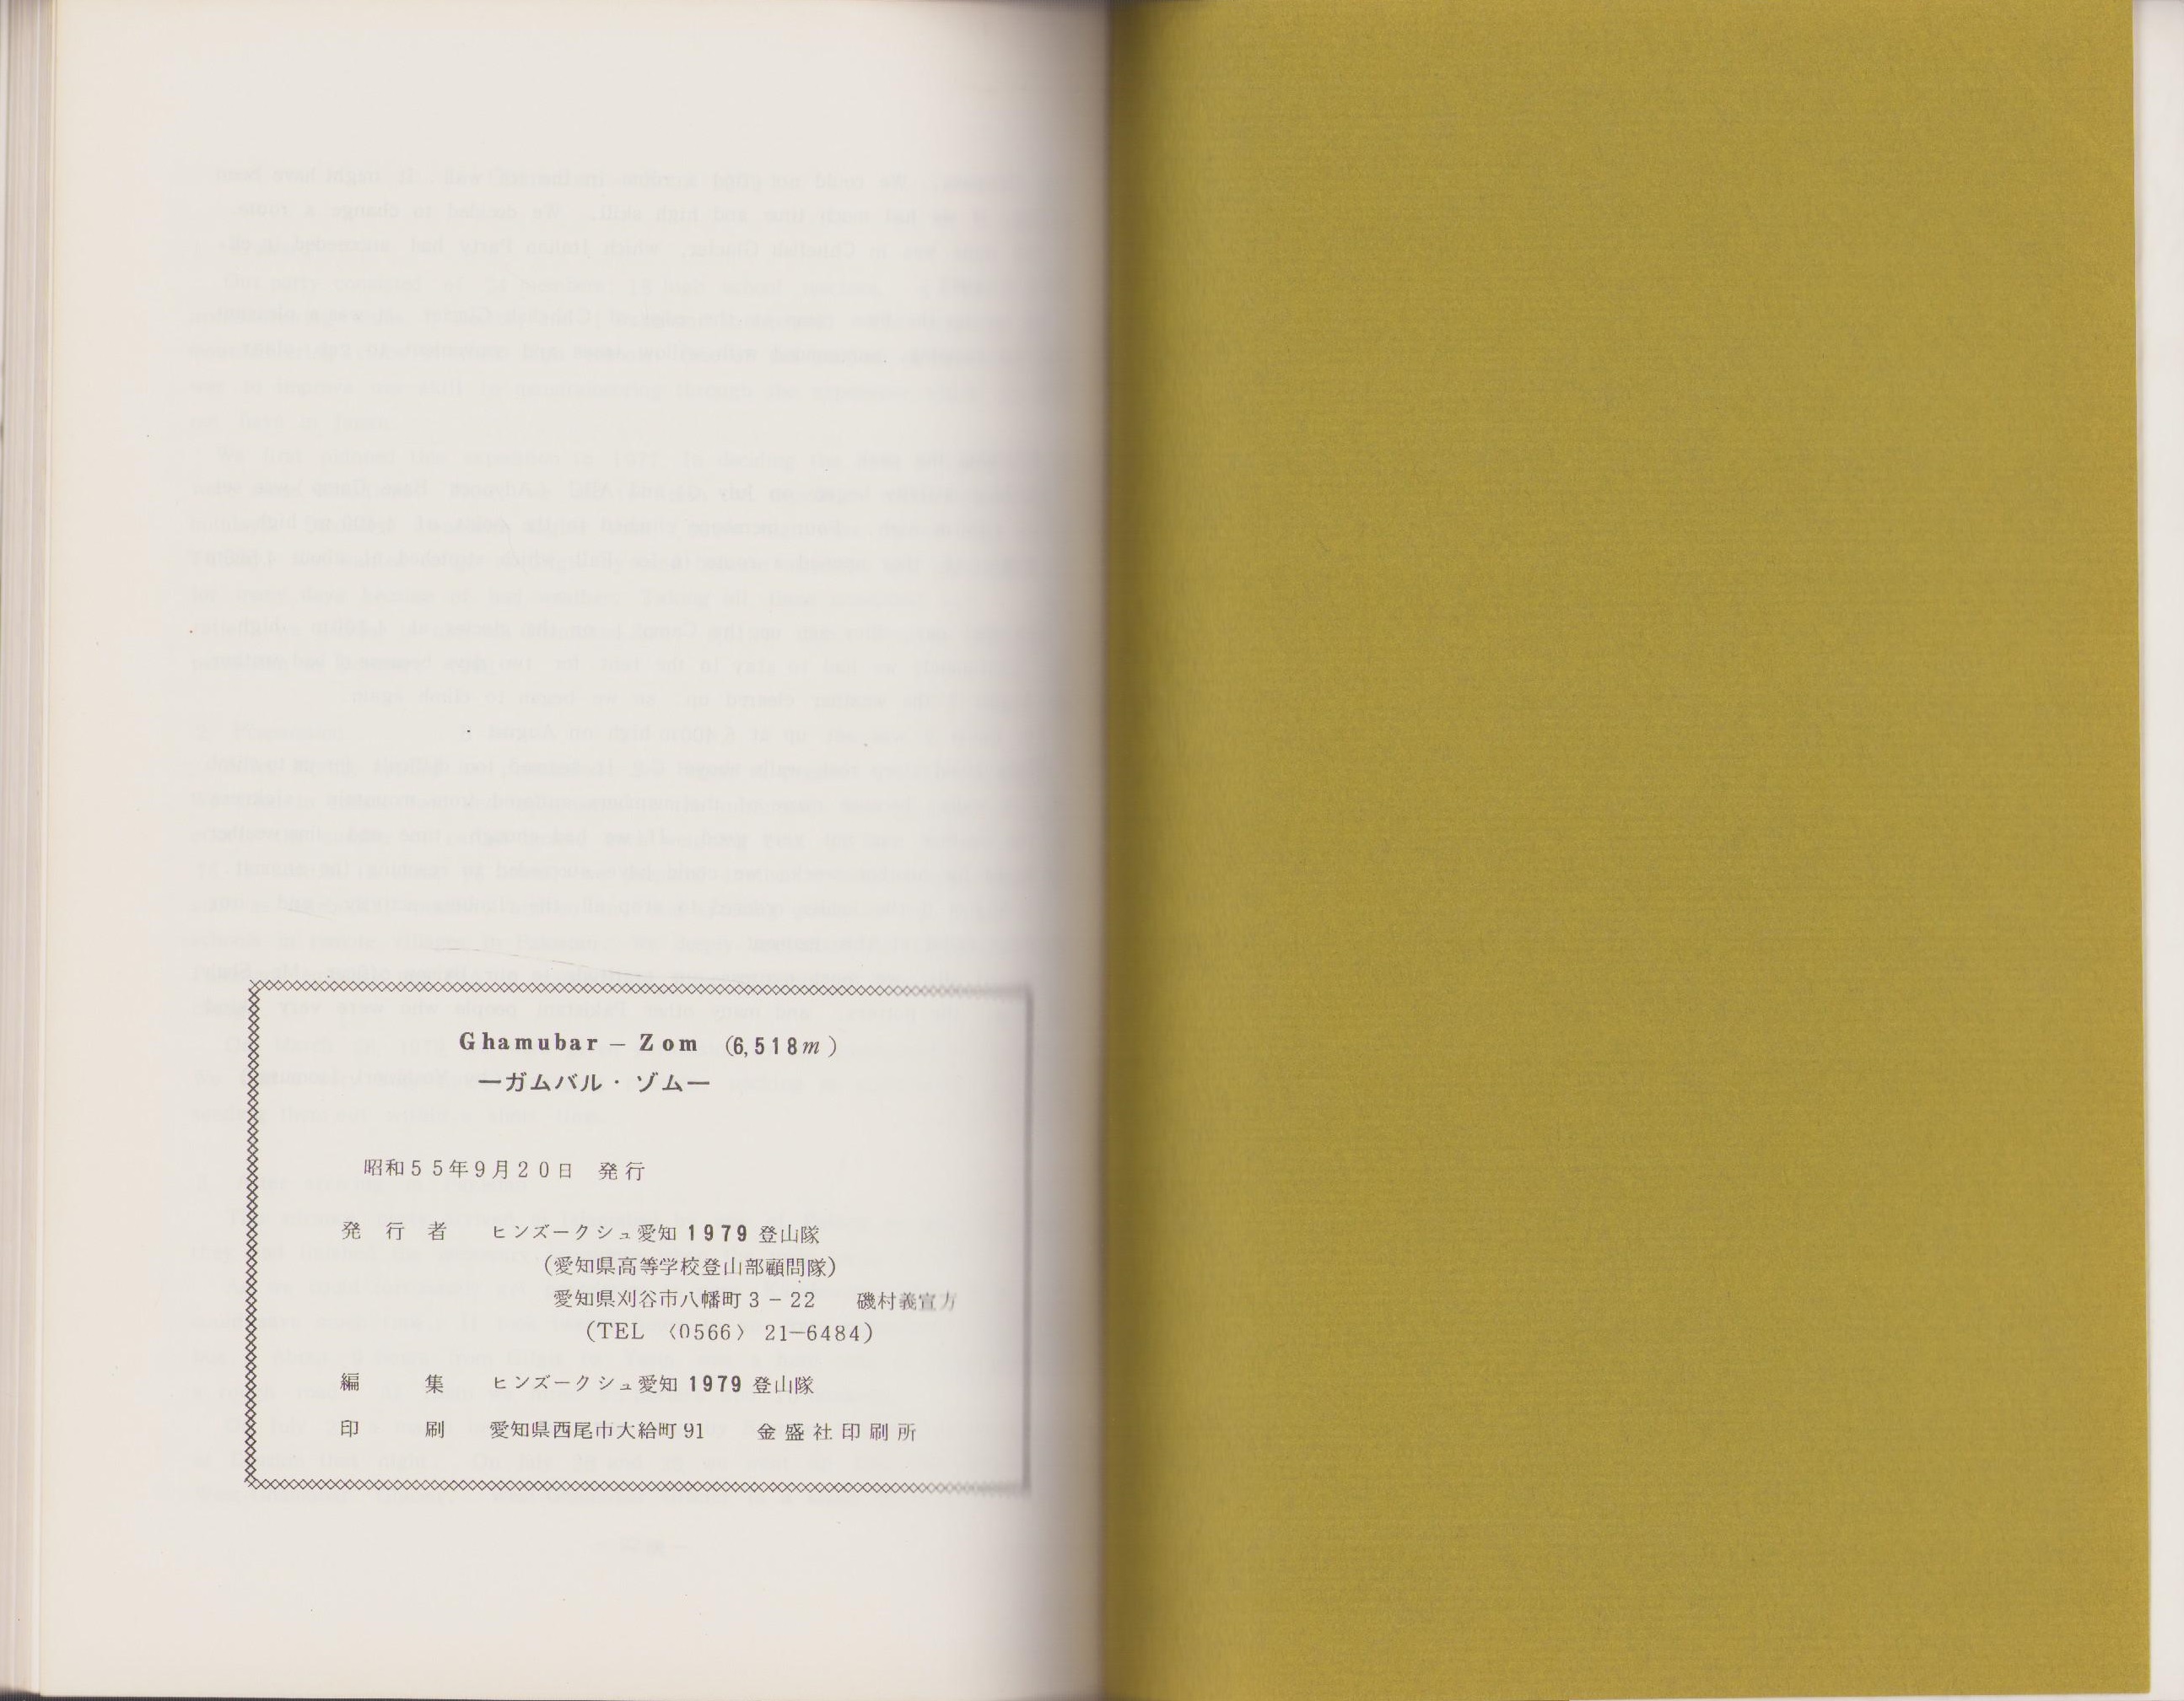 Ghamubar – Zom (6,518m)
—ガムバル・ゾム—
昭和55年9月20日 発行
発行者 ヒンズークシュ愛知1979登山隊
(愛知県高等学校登山部顧問隊)
愛知県刈谷市八幡町3－22 磯村義宣方
(TEL 〈0566〉 21—6484)
編集 ヒンズークシュ愛知1979登山隊
印刷 愛知県西尾市大給町91 金盛社印刷所